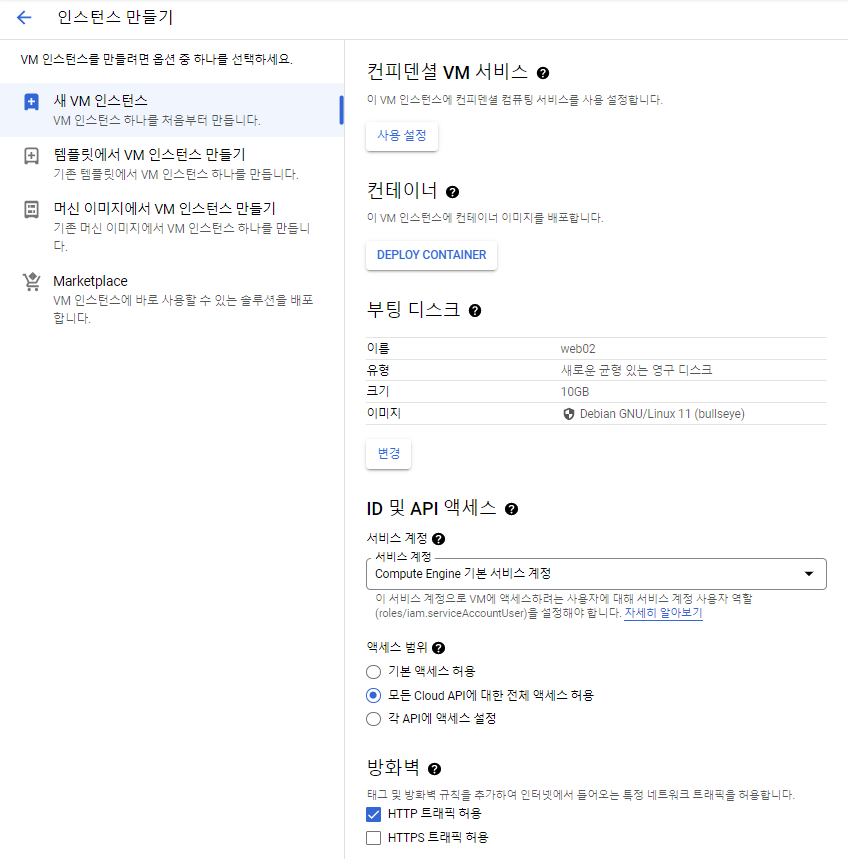 인스턴스 만들기
VM 인스턴스를 만들려면 옵션 중 하나를 선택하세요.
새 VM 인스턴스
VM 인스턴스 하나를 처음부터 만듭니다.
템플릿에서 VM 인스턴스 만들기
기존 템플릿에서 VM 인스턴스 하나를 만듭니다.
머신 이미지에서 VM 인스턴스 만들기
기존 머신 이미지에서 VM 인스턴스 하나를 만듭니
다.
Marketplace
VM 인스턴스에 바로 사용할 수 있는 솔루션을 배포
합니다.
컨피덴셜 VM 서비스
이 VM 인스턴스에 컨피덴셜 컴퓨팅 서비스를 사용 설정합니다.
사용 설정
컨테이너
이 VM 인스턴스에 컨테이너 이미지를 배포합니다.
DEPLOY CONTAINER
부팅 디스크
이름 web02
유형 새로운 균형 있는 영구 디스크
크기 10GB
이미지 Debian GNU/Linux 11 (bullseye)
변경
ID 및 API 액세스
서비스 계정
서비스 계정
Compute Engine 기본 서비스 계정
이 서비스 계정으로 VM에 액세스하려는 사용자에 대해 서비스 계정 사용자 역할
(roles/iam.serviceAccountUser)을 설정해야 합니다. 자세히 알아보기
액세스 범위
기본 액세스 허용
모든 Cloud API에 대한 전체 액세스 허용
각 API에 액세스 설정
방화벽
태그 및 방화벽 규칙을 추가하여 인터넷에서 들어오는 특정 네트워크 트래픽을 허용합니다.
HTTP 트래픽 허용
HTTPS 트래픽 허용